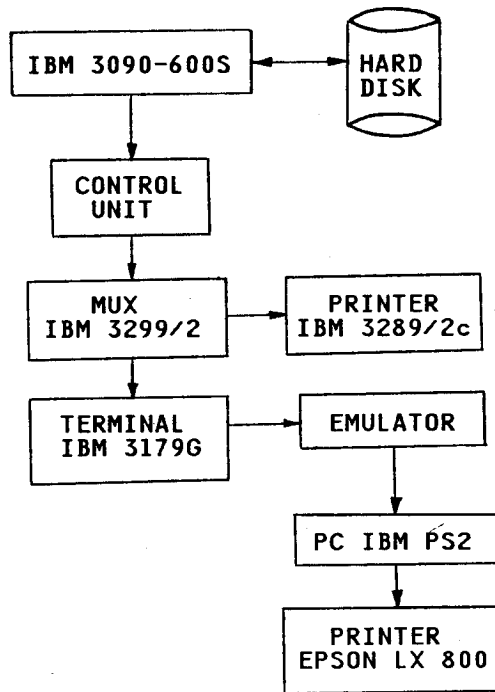 IBM 3090-600S
HARD
DISK
CONTROL
UNIT
MUX
IBM 3299/2
PRINTER
IBM 3289/2c
TERMINAL
IBM 3179G
EMULATOR
PC IBM PS2
PRINTER
EPSON LX 800